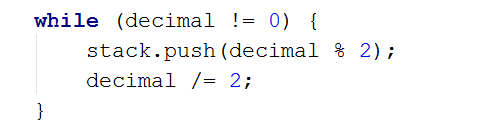 while (decimal != 0) {
    stack.push(decimal % 2);
    decimal /= 2;
}